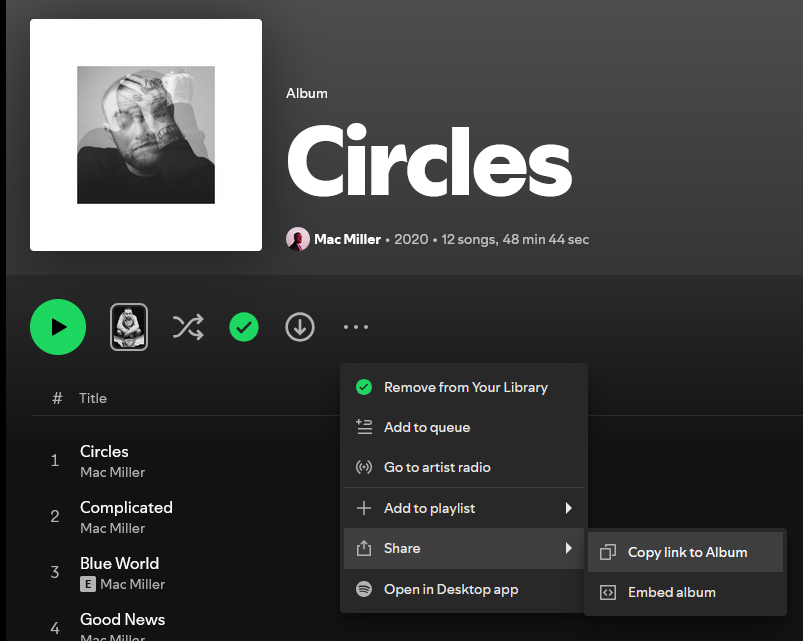 Album
Circles
Mac Miller • 2020 • 12 songs, 48 min 44 sec
Remove from Your Library
# Title
Add to queue
1 Circles
Mac Miller
Go to artist radio
2 Complicated
Mac Miller
Add to playlist
Share
Copy link to Album
3 Blue World
E Mac Miller
Open in Desktop app
Embed album
4 Good News
Mac Miller